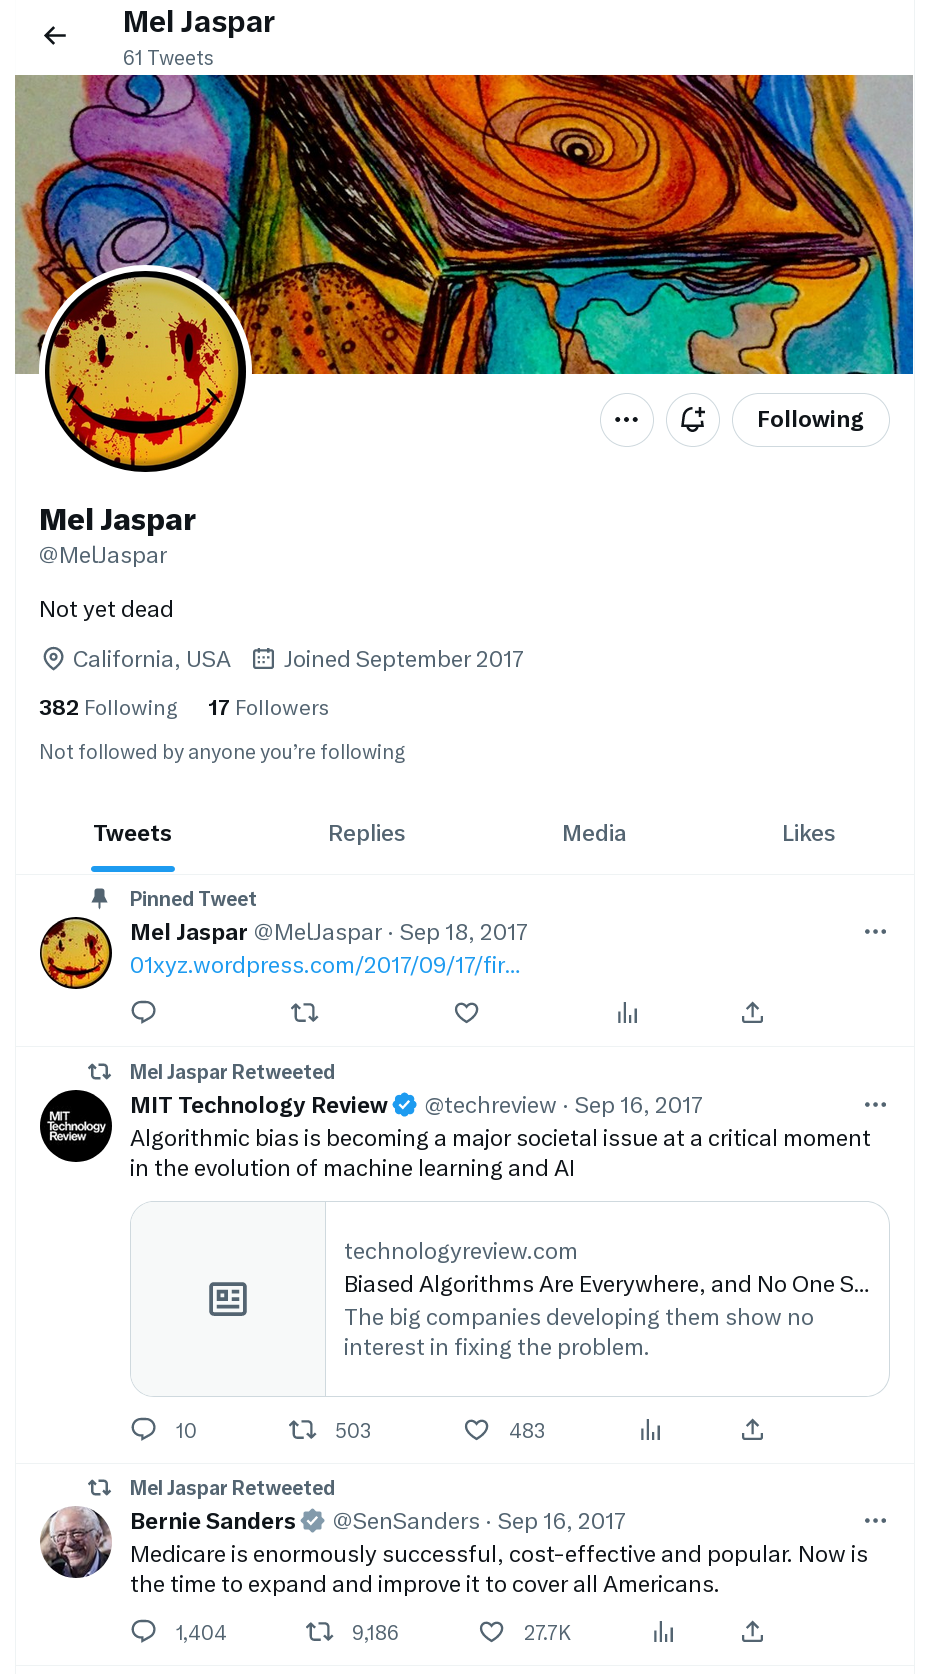 Mel Jaspar
61 Tweets
Following
Mel Jaspar
@MelJaspar
Not yet dead
California, USA Joined September 2017
382 Following 17 Followers
Not followed by anyone you’re following
Tweets Replies Media Likes
Pinned Tweet
Mel Jaspar @MelJaspar · Sep 18, 2017
01xyz.wordpress.com/2017/09/17/fir…
Mel Jaspar Retweeted
MIT Technology Review @techreview · Sep 16, 2017
MIT
Technology
Review
Algorithmic bias is becoming a major societal issue at a critical moment
in the evolution of machine learning and AI
technologyreview.com
Biased Algorithms Are Everywhere, and No One S…
The big companies developing them show no
interest in fixing the problem.
10 503 483
Mel Jaspar Retweeted
Bernie Sanders @SenSanders · Sep 16, 2017
Medicare is enormously successful, cost-effective and popular. Now is
the time to expand and improve it to cover all Americans.
1,404 9,186 27.7K